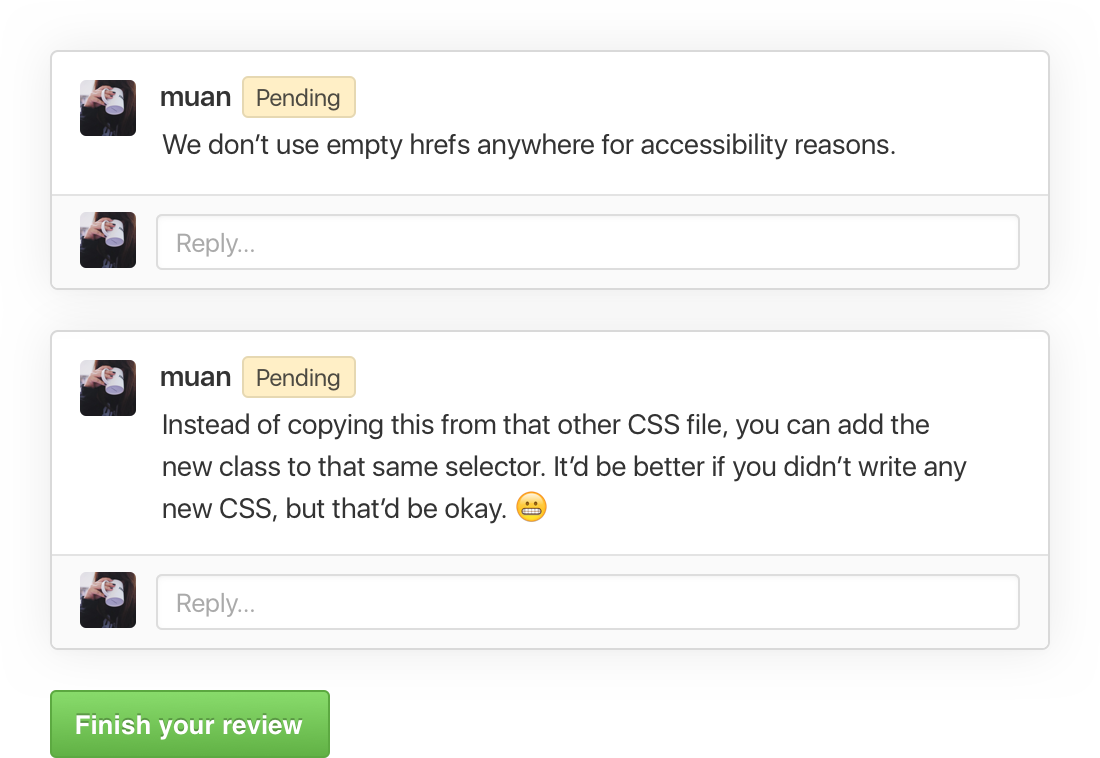 muan Pending
We don’t use empty hrefs anywhere for accessibility reasons.
Reply...
muan Pending
Instead of copying this from that other CSS file, you can add the
new class to that same selector. It’d be better if you didn’t write any
new CSS, but that’d be okay. 😬
Reply...
Finish your review